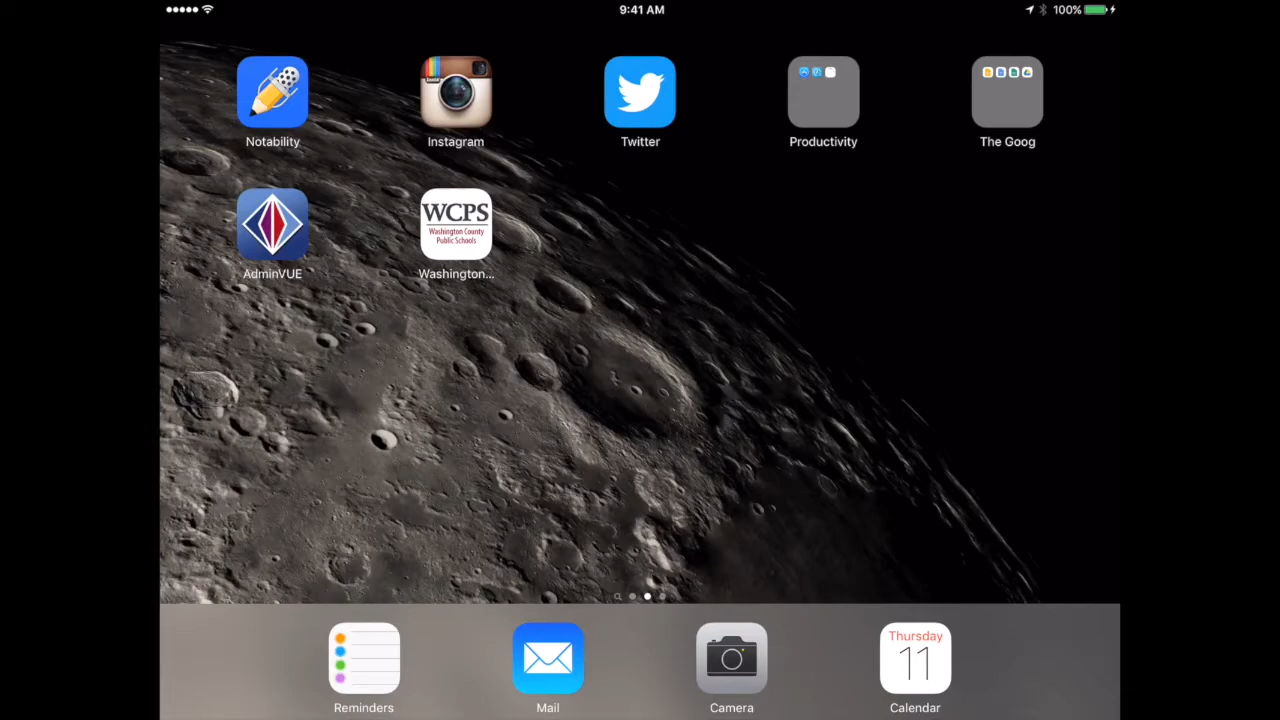 9:41 AM
100%
Notability
Instagram
Twitter
Productivity
The Goog
WCPS
Washington County
Public Schools
AdminVUE
Washington...
Thursday
11
Reminders
Mail
Camera
Calendar